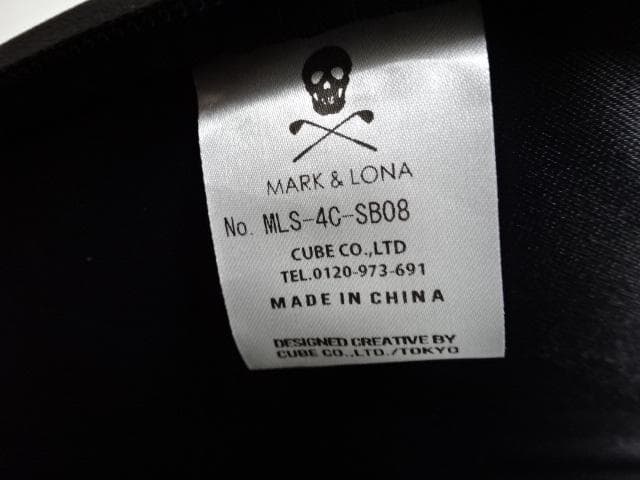 MARK & LONA
No. MLS-4C-SB08
CUBE CO.,LTD
TEL.0120-973-691
MADE IN CHINA
DESIGNED CREATIVE BY
CUBE CO.,LTD./TOKYO